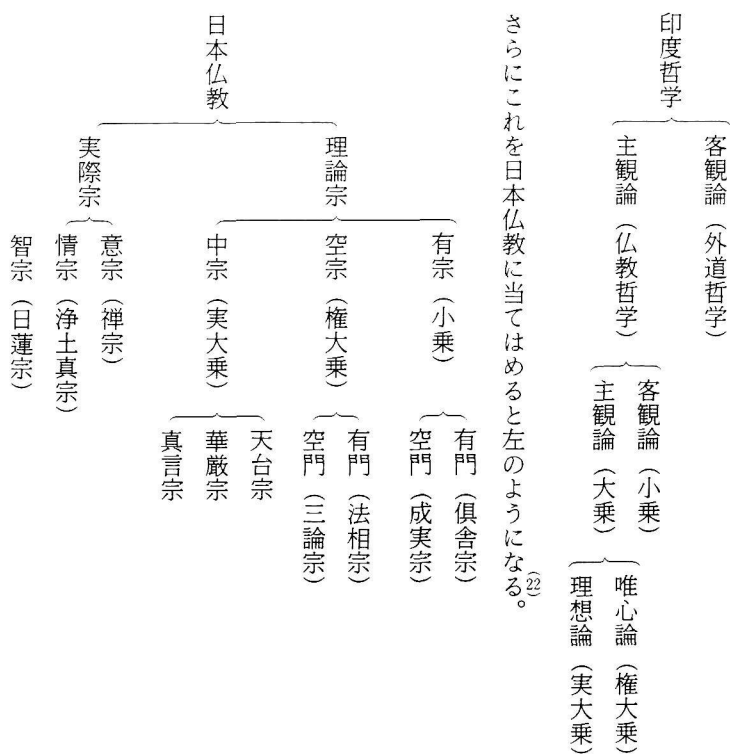 印度哲学
客観論(外道哲学)
主観論(仏教哲学)
客観論(小乗)
主観論(大乗)
唯心論(権大乗)
理想論(実大乗)
さらにこれを日本仏教に当てはめると左のようになる。(22)
日本仏教
理論宗
有宗(小乗)
有門(倶舎宗)
空門(成実宗)
空宗(権大乗)
有門(法相宗)
空門(三論宗)
中宗(実大乗)
天台宗
華厳宗
真言宗
実際宗
意宗(禅宗)
情宗(浄土真宗)
智宗(日蓮宗)